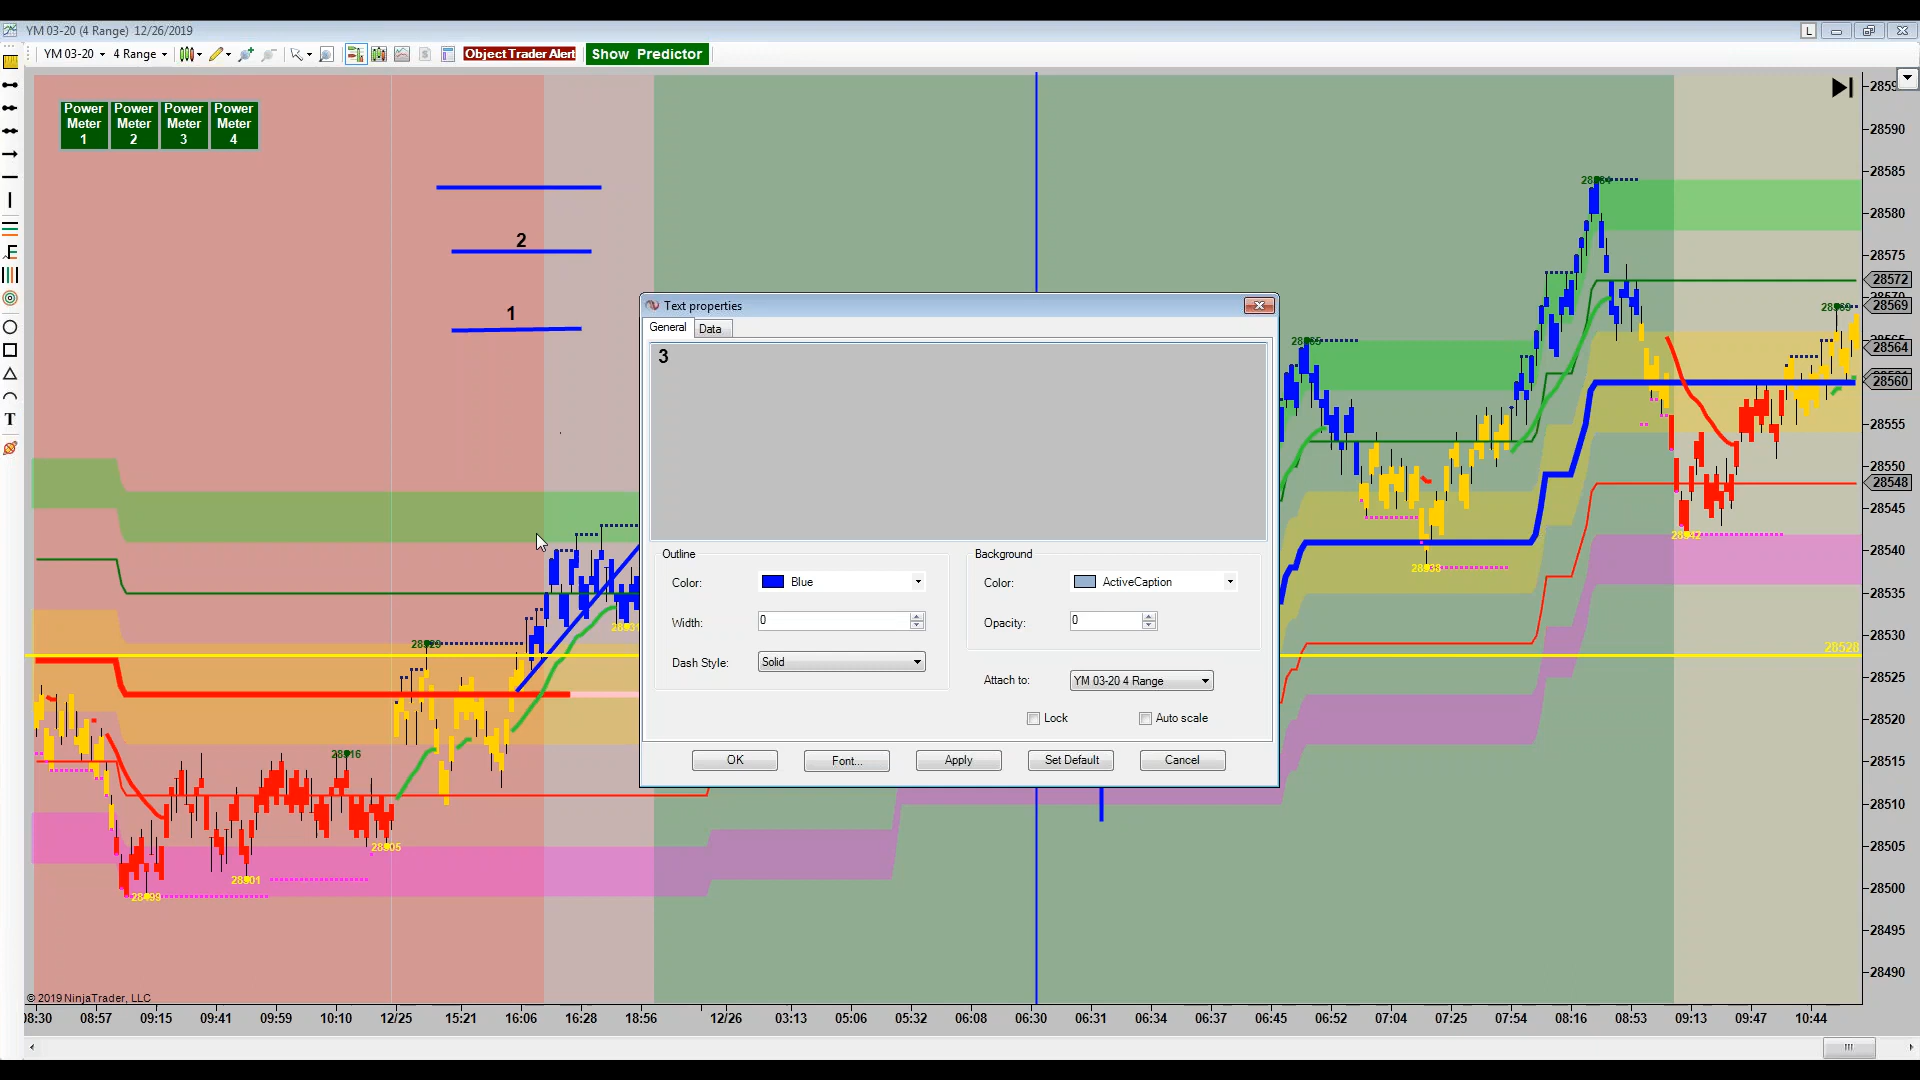 YM 03-20 (4 Range) 12/26/2019
L
YM 03-20 4 Range Object Trader Alert Show Predictor
Power Meter 1
Power Meter 2
Power Meter 3
Power Meter 4
2
1
Text properties
General Data
3
Outline
Color: Blue
Width: 0
Dash Style: Solid
Background
Color: ActiveCaption
Opacity: 0
Attach to: YM 03-20 4 Range
Lock Auto scale
OK Font... Apply Set Default Cancel
28529
28516
28505
28501
28499
28538
28542
28569
28528
28590
28585
28580
28575
28572
28569
28564
28560
28555
28550
28548
28545
28540
28535
28530
28525
28520
28515
28510
28505
28500
28495
28490
© 2019 NinjaTrader, LLC
08:30 08:57 09:15 09:41 09:59 10:10 12/25 15:21 16:06 16:28 18:56 12/26 03:13 05:06 05:32 06:08 06:30 06:31 06:34 06:37 06:45 06:52 07:04 07:25 07:54 08:16 08:53 09:13 09:47 10:44